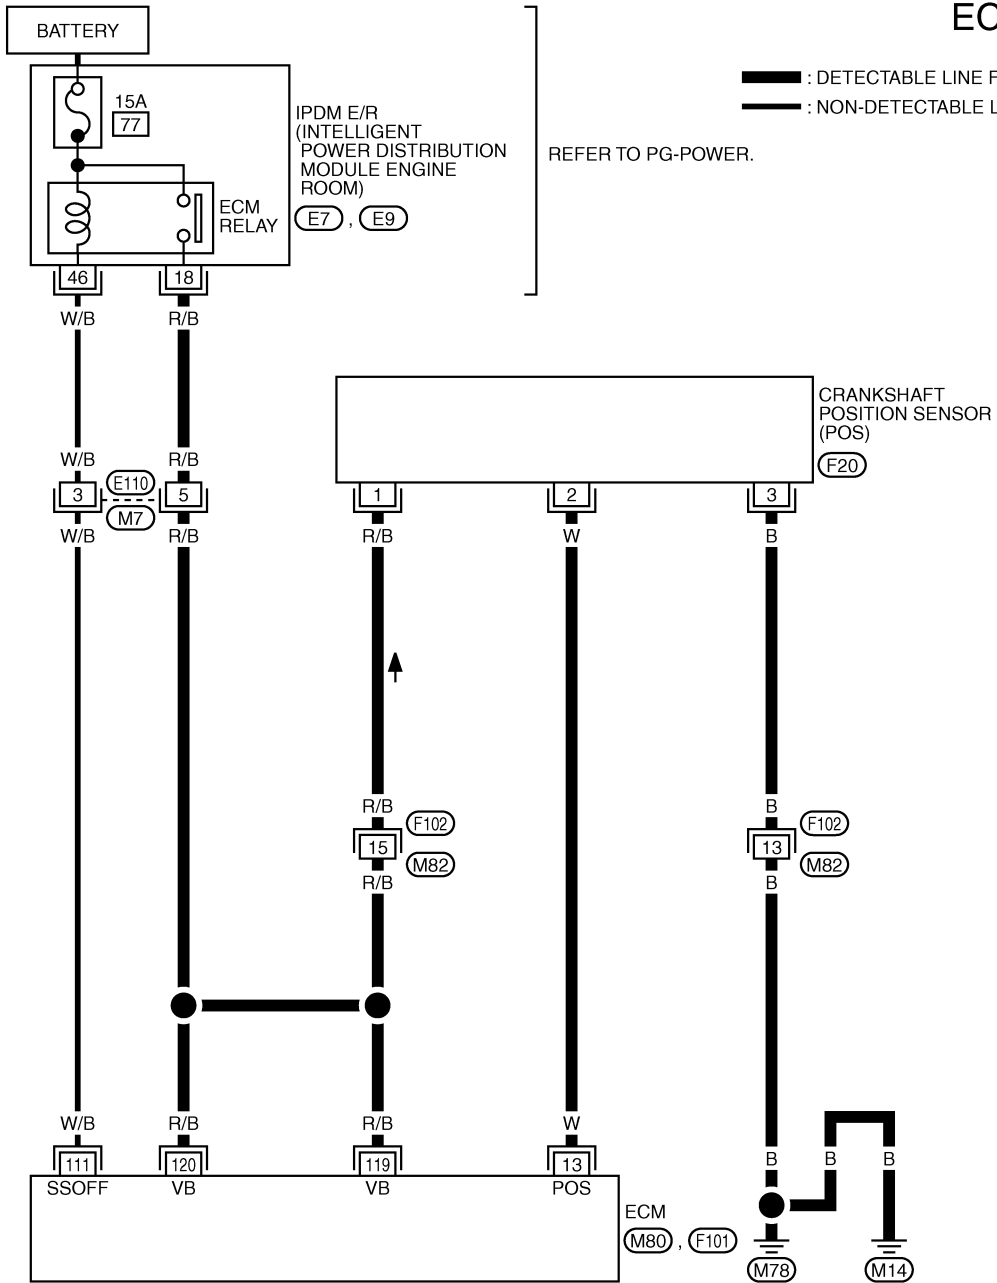 EC
BATTERY
: DETECTABLE LINE F
: NON-DETECTABLE L
15A
77
IPDM E/R
(INTELLIGENT
POWER DISTRIBUTION
MODULE ENGINE
ROOM)
E7 , E9
REFER TO PG-POWER.
ECM
RELAY
46 18
W/B R/B
CRANKSHAFT
POSITION SENSOR
(POS)
F20
W/B R/B
E110
3 5 1 2 3
M7
W/B R/B R/B W B
R/B B
F102 F102
15 13
M82 M82
R/B B
W/B R/B R/B W
B B B
111 120 119 13
SSOFF VB VB POS
ECM
M80 , F101
M78 M14